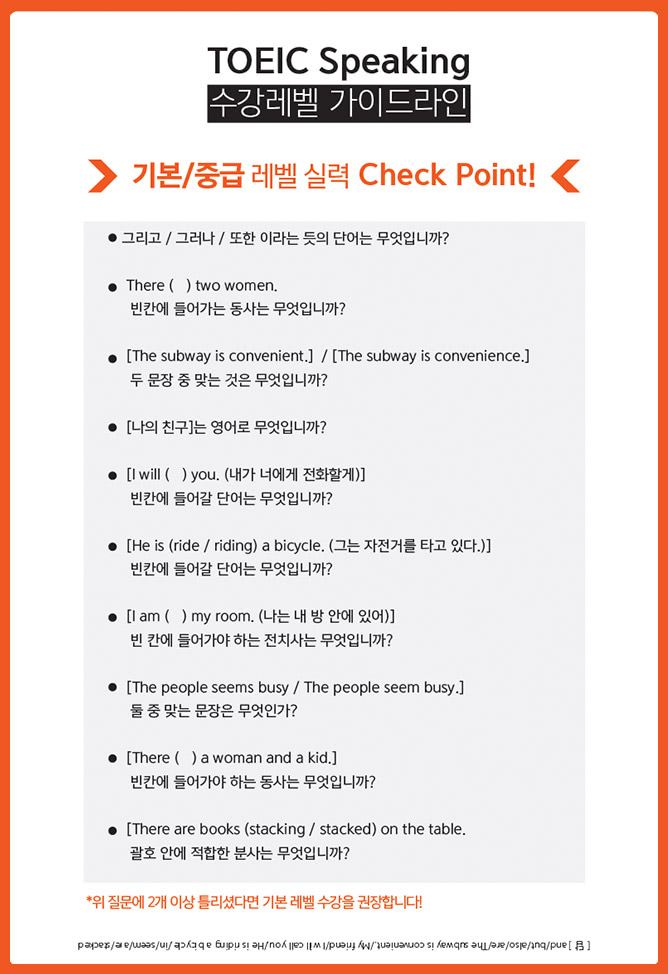 TOEIC Speaking
수강레벨 가이드라인
기본/중급 레벨 실력 Check Point!
● 그리고 / 그러나 / 또한 이라는 듯의 단어는 무엇입니까?
● There (   ) two women.
빈칸에 들어가는 동사는 무엇입니까?
● [The subway is convenient.] / [The subway is convenience.]
두 문장 중 맞는 것은 무엇입니까?
● [나의 친구]는 영어로 무엇입니까?
● [I will (   ) you. (내가 너에게 전화할게)]
빈칸에 들어갈 단어는 무엇입니까?
● [He is (ride / riding) a bicycle. (그는 자전거를 타고 있다.)]
빈칸에 들어갈 단어는 무엇입니까?
● [I am (   ) my room. (나는 내 방 안에 있어)]
빈 칸에 들어가야 하는 전치사는 무엇입니까?
● [The people seems busy / The people seem busy.]
둘 중 맞는 문장은 무엇인가?
● [There (   ) a woman and a kid.]
빈칸에 들어가야 하는 동사는 무엇입니까?
● [There are books (stacking / stacked) on the table.
괄호 안에 적합한 분사는 무엇입니까?
*위 질문에 2개 이상 틀리셨다면 기본 레벨 수강을 권장합니다!
[ 답 ] and/but/also/are/The subway is convenient./My friend/I will call you/He is riding a bicycle/in/seem/are/stacked